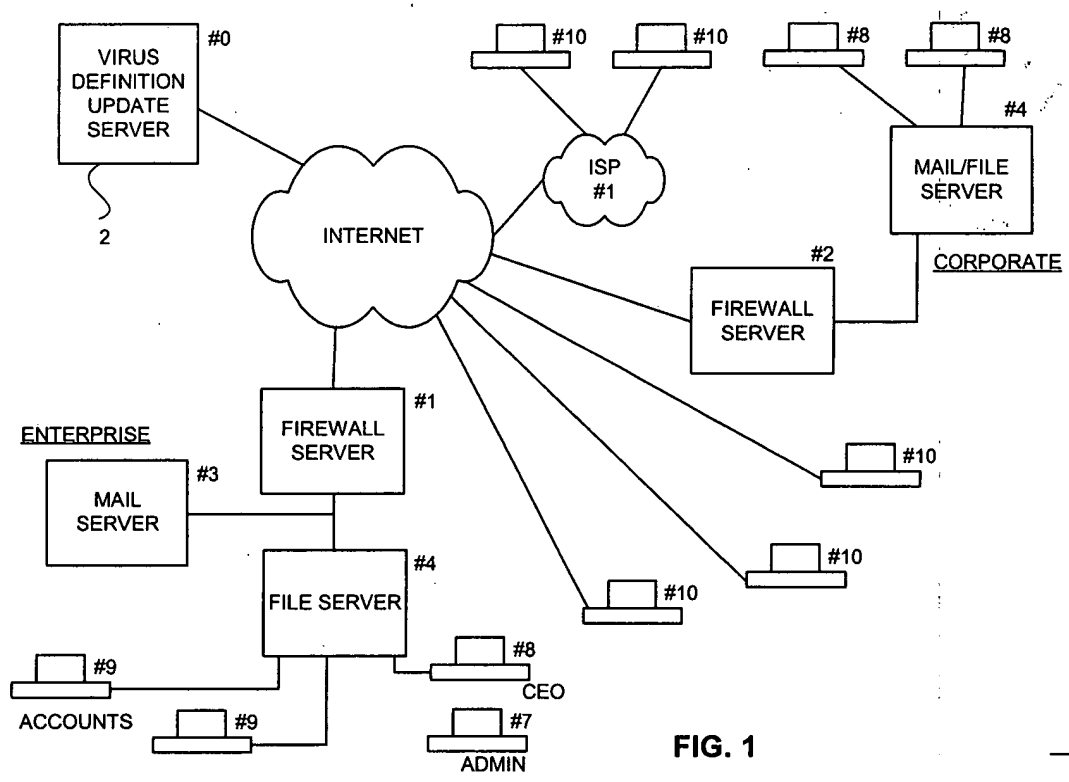 VIRUS
DEFINITION
UPDATE
SERVER
#0
2
INTERNET
#10
#10
ISP
#1
#8
#8
#4
MAIL/FILE
SERVER
CORPORATE
#2
FIREWALL
SERVER
#1
FIREWALL
SERVER
ENTERPRISE
#3
MAIL
SERVER
#4
FILE SERVER
#10
#10
#10
#9
ACCOUNTS
#9
#8
CEO
#7
ADMIN
FIG. 1